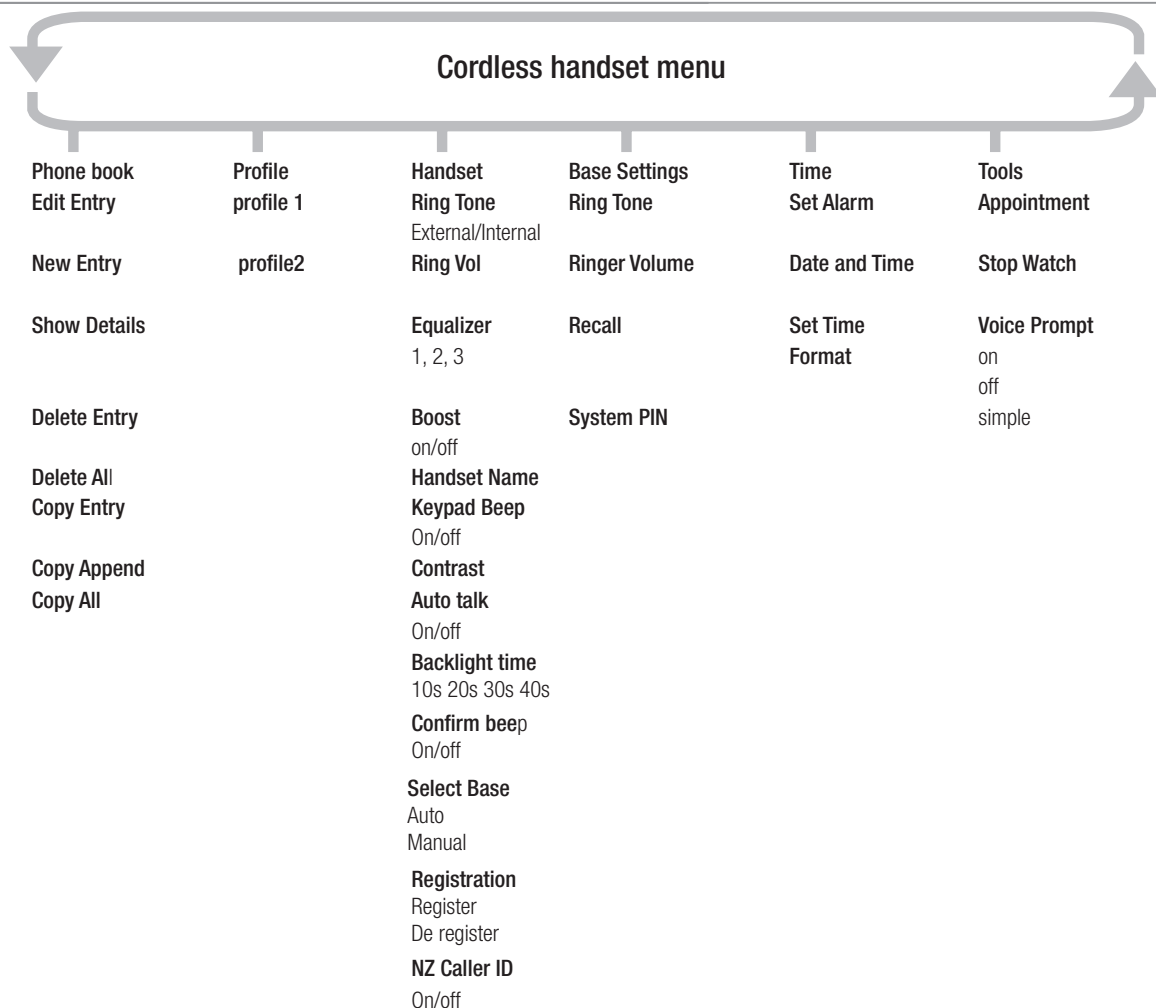 Cordless handset menu
Phone book
Edit Entry
New Entry
Show Details
Delete Entry
Delete All
Copy Entry
Copy Append
Copy All
Profile
profile 1
profile2
Handset
Ring Tone
External/Internal
Ring Vol
Equalizer
1, 2, 3
Boost
on/off
Handset Name
Keypad Beep
On/off
Contrast
Auto talk
On/off
Backlight time
10s 20s 30s 40s
Confirm beep
On/off
Select Base
Auto
Manual
Registration
Register
De register
NZ Caller ID
On/off
Base Settings
Ring Tone
Ringer Volume
Recall
System PIN
Time
Set Alarm
Date and Time
Set Time
Format
Tools
Appointment
Stop Watch
Voice Prompt
on
off
simple